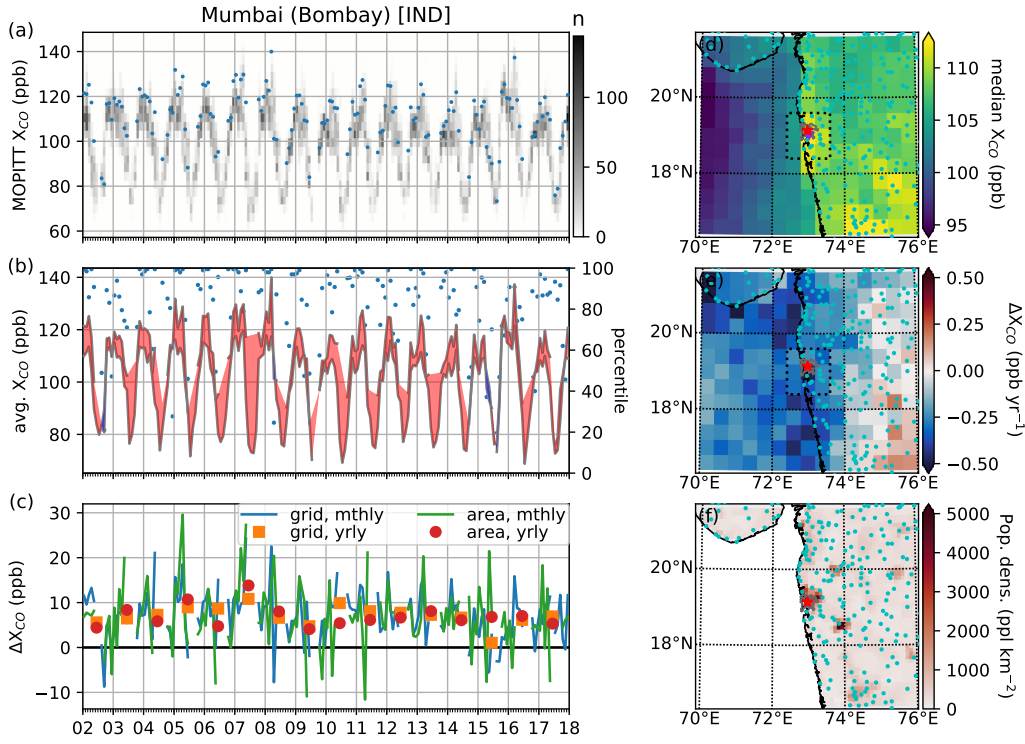 Mumbai (Bombay) [IND]
n
(a)
MOPITT X_CO (ppb)
140
120
100
80
60
100
50
0
(b)
avg. X_CO (ppb)
140
120
100
80
100
80
60
40
20
0
percentile
(c)
ΔX_CO (ppb)
30
20
10
0
−10
grid, mthly
grid, yrly
area, mthly
area, yrly
02 03 04 05 06 07 08 09 10 11 12 13 14 15 16 17 18
(d)
20°N
18°N
70°E 72°E 74°E 76°E
110
105
100
95
median X_CO (ppb)
20°N
18°N
70°E 72°E 74°E 76°E
0.50
0.25
0.00
−0.25
−0.50
ΔX_CO (ppb yr⁻¹)
(f)
20°N
18°N
70°E 72°E 74°E 76°E
5000
4000
3000
2000
1000
0
Pop. dens. (ppl km⁻²)